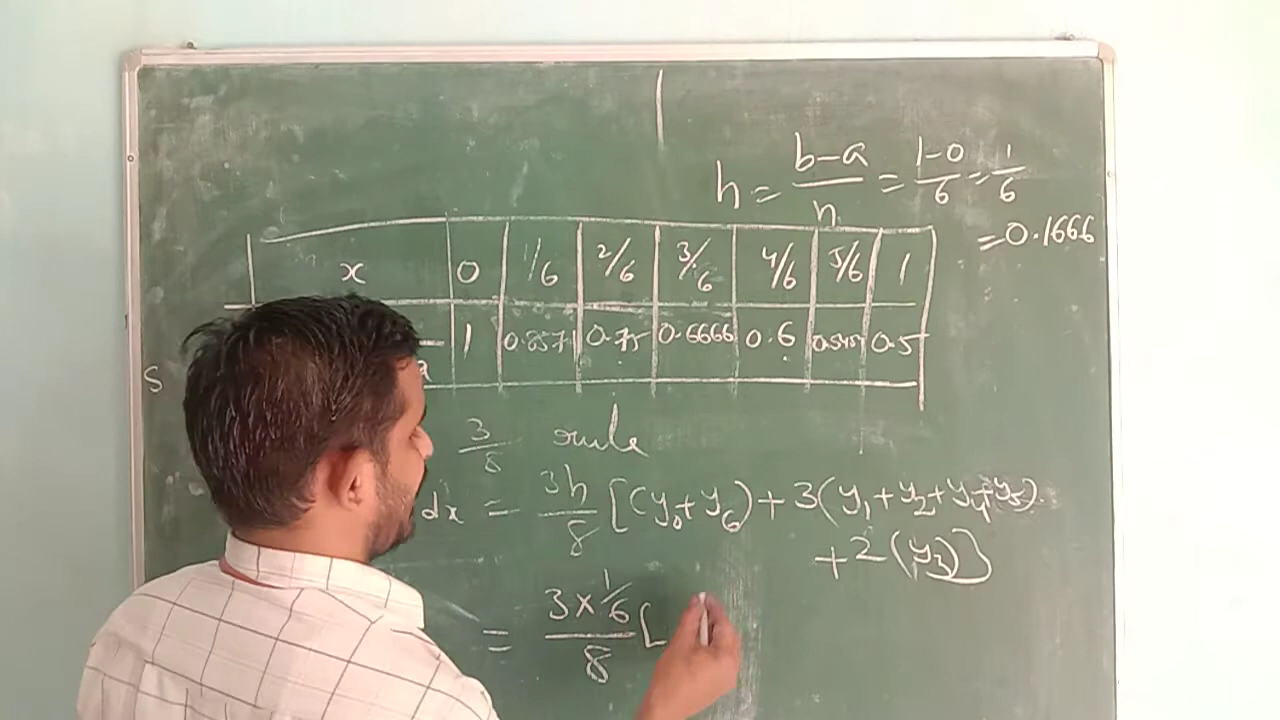 h = b-a/n = 1-0/6 = 1/6
= 0.1666
x 0 1/6 2/6 3/6 4/6 5/6 1
1 0.8571 0.75 0.6666 0.6 0.5
S
3/8 rule
dx = 3h/8 [(y0+y6)+3(y1+y2+y4+y5)
+2(y3)]
= 3×1/6/8 [